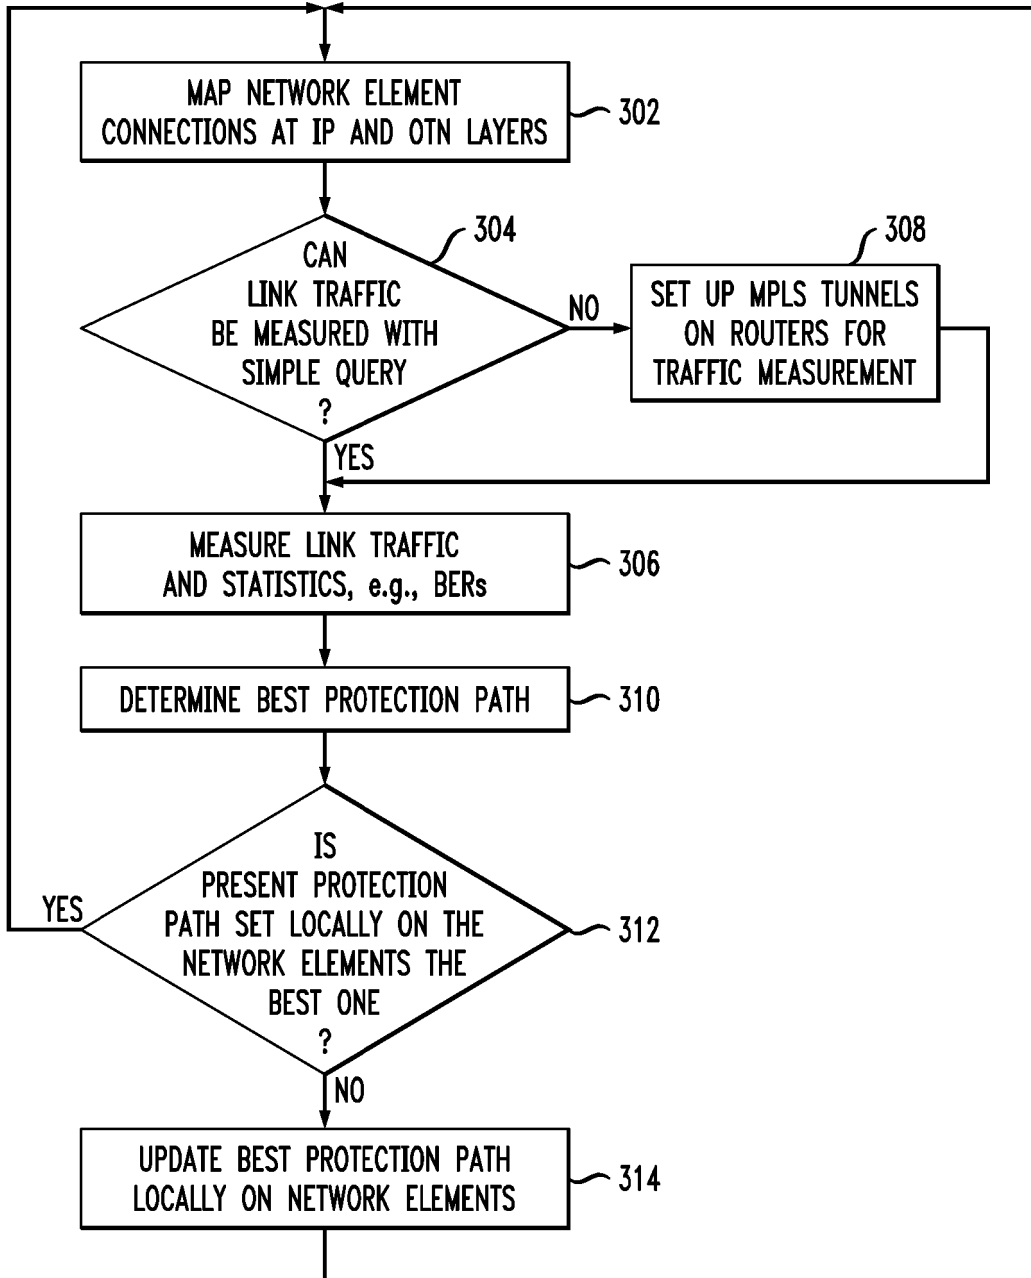 MAP NETWORK ELEMENT
CONNECTIONS AT IP AND OTN LAYERS
302
304
CAN
LINK TRAFFIC
BE MEASURED WITH
SIMPLE QUERY
?
NO
308
SET UP MPLS TUNNELS
ON ROUTERS FOR
TRAFFIC MEASUREMENT
YES
MEASURE LINK TRAFFIC
AND STATISTICS, e.g., BERs
306
DETERMINE BEST PROTECTION PATH
310
IS
PRESENT PROTECTION
PATH SET LOCALLY ON THE
NETWORK ELEMENTS THE
BEST ONE
?
YES
312
NO
UPDATE BEST PROTECTION PATH
LOCALLY ON NETWORK ELEMENTS
314